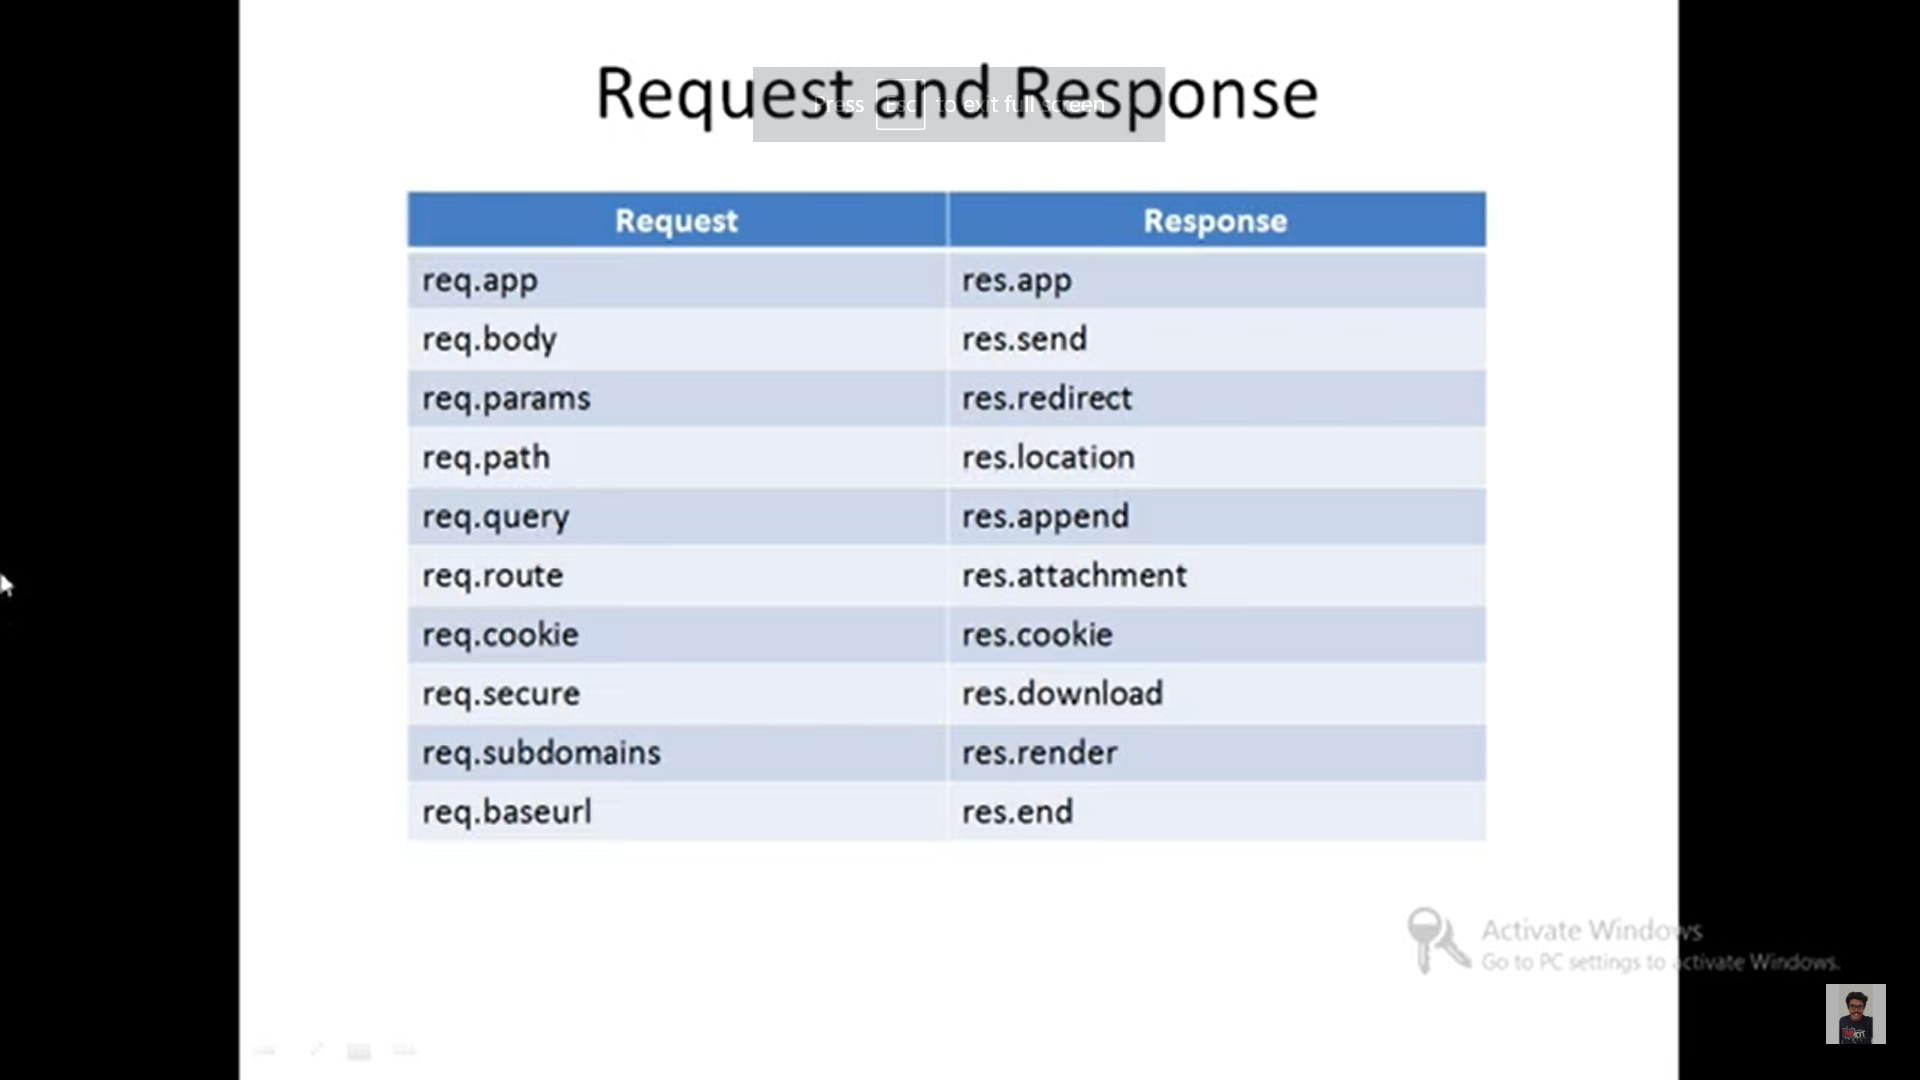 Request and Response
Press Esc to exit full screen
Request Response
req.app res.app
req.body res.send
req.params res.redirect
req.path res.location
req.query res.append
req.route res.attachment
req.cookie res.cookie
req.secure res.download
req.subdomains res.render
req.baseurl res.end
Activate Windows
Go to PC settings to activate Windows.